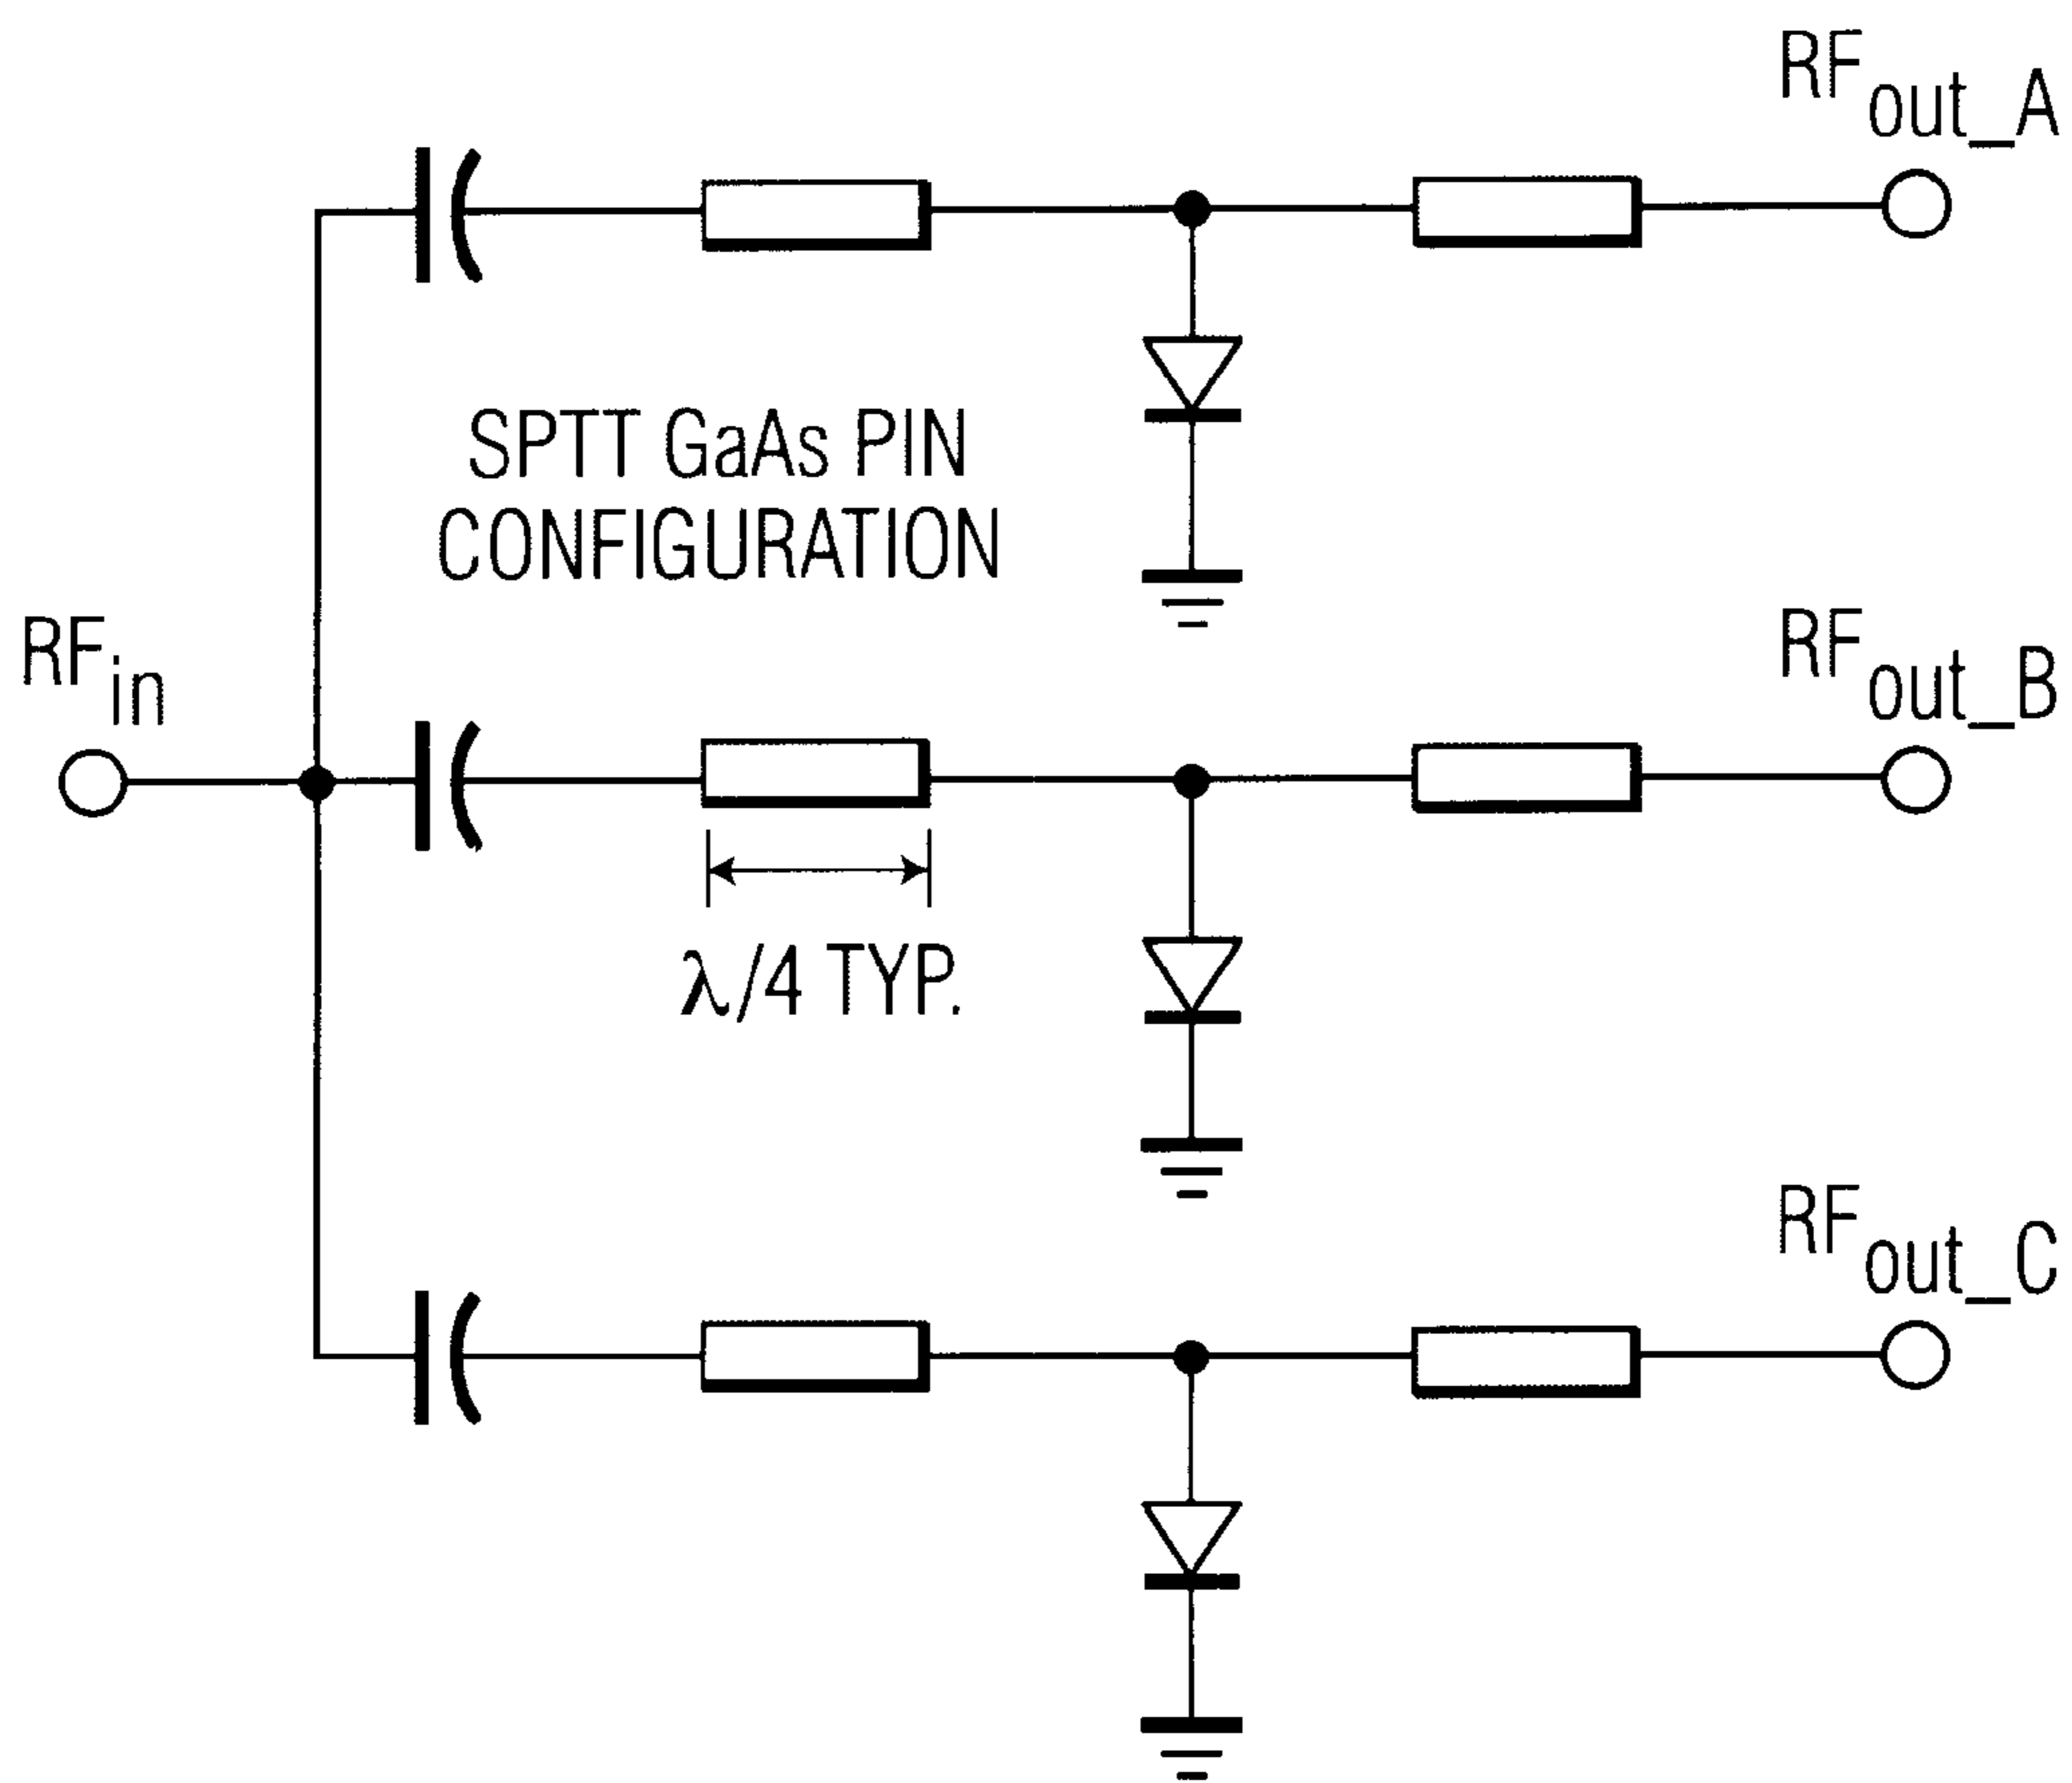 RFout_A
SPTT GaAs PIN
CONFIGURATION
RFin
RFout_B
λ/4 TYP.
RFout_C